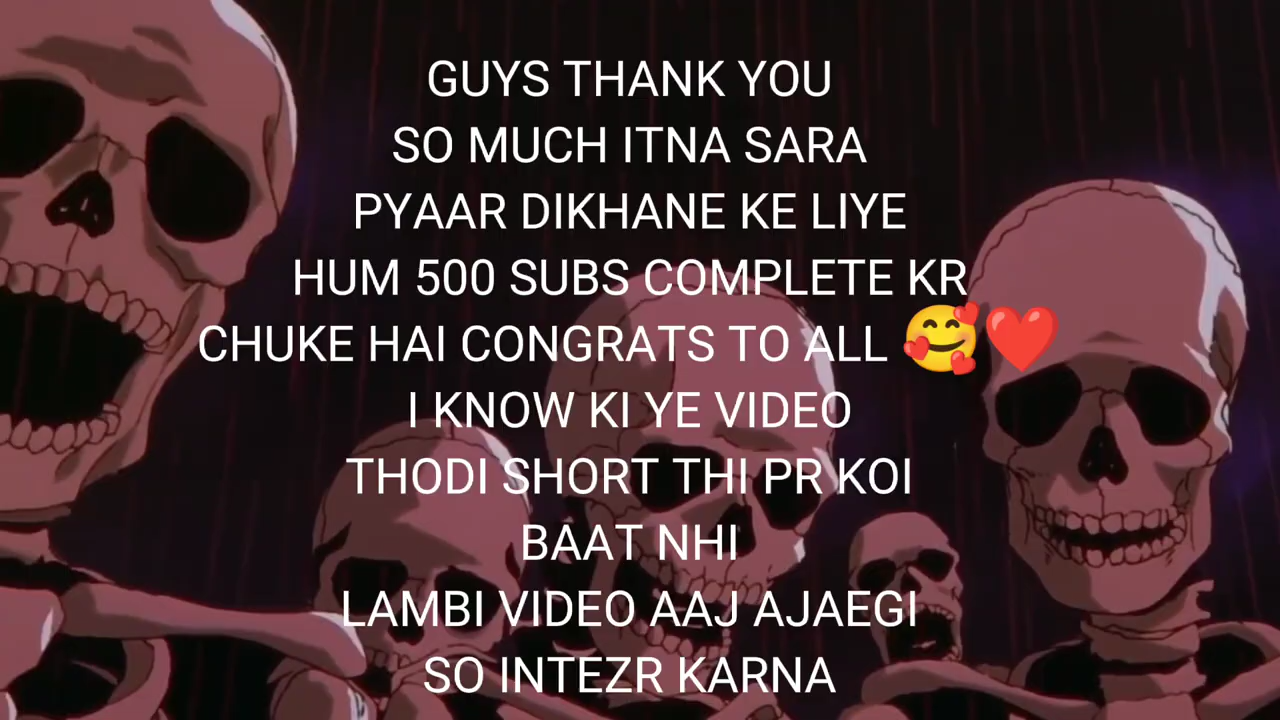 GUYS THANK YOU
SO MUCH ITNA SARA
PYAAR DIKHANE KE LIYE
HUM 500 SUBS COMPLETE KR
CHUKE HAI CONGRATS TO ALL 🥰❤️
I KNOW KI YE VIDEO
THODI SHORT THI PR KOI
BAAT NHI
LAMBI VIDEO AAJ AJAEGI
SO INTEZR KARNA